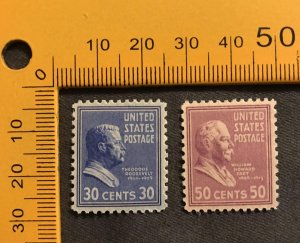 0 10 20 30 40 50
10
20
30
UNITED
STATES
POSTAGE
THEODORE
ROOSEVELT
30 CENTS 30
UNITED
STATES
POSTAGE
WILLIAM
HOWARD
TAFT
50 CENTS 50